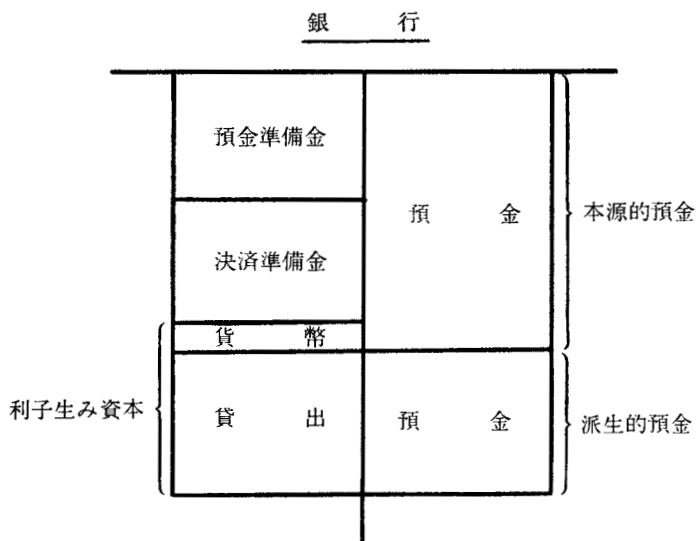 銀 行
預金準備金
預 金
本源的預金
決済準備金
貨 幣
利子生み資本
貸 出
預 金
派生的預金